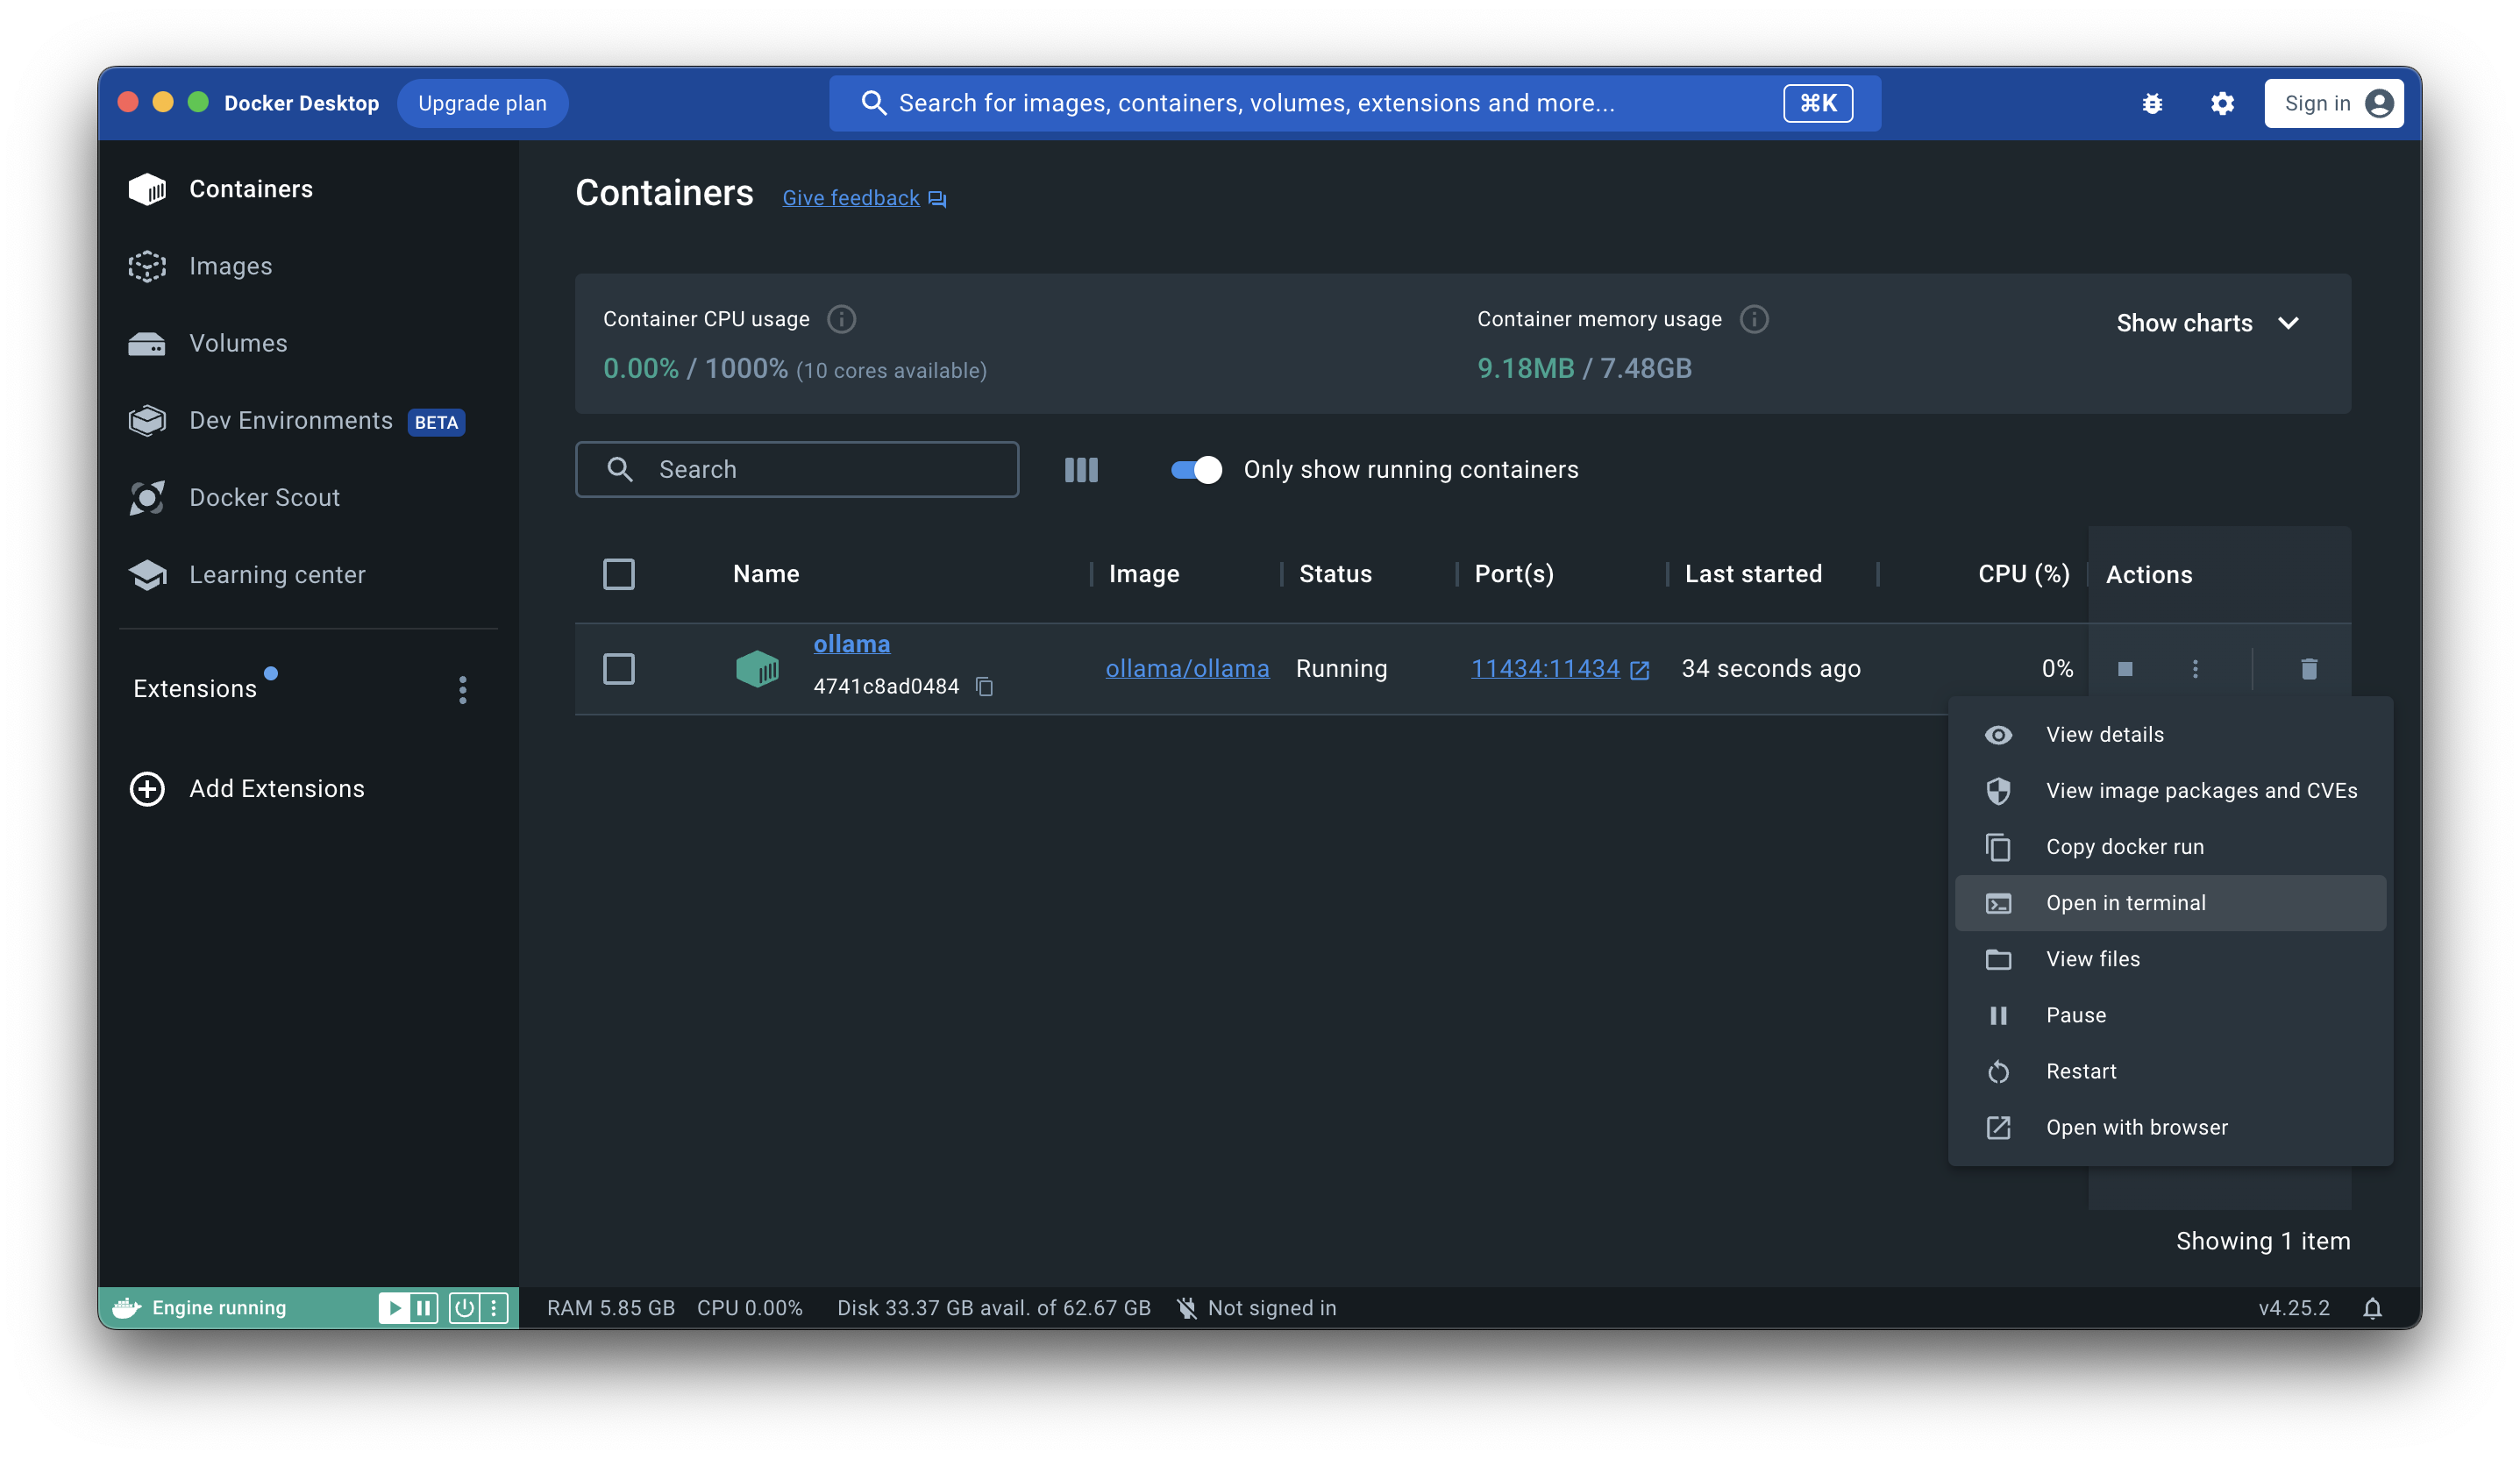 Docker Desktop Upgrade plan Search for images, containers, volumes, extensions and more... ⌘K Sign in
Containers
Images
Volumes
Dev Environments BETA
Docker Scout
Learning center
Extensions
Add Extensions
Containers Give feedback
Container CPU usage
0.00% / 1000% (10 cores available)
Container memory usage
9.18MB / 7.48GB
Show charts
Search Only show running containers
Name Image Status Port(s) Last started CPU (%) Actions
ollama
4741c8ad0484
ollama/ollama Running 11434:11434 34 seconds ago 0%
View details
View image packages and CVEs
Copy docker run
Open in terminal
View files
Pause
Restart
Open with browser
Showing 1 item
Engine running RAM 5.85 GB CPU 0.00% Disk 33.37 GB avail. of 62.67 GB Not signed in v4.25.2